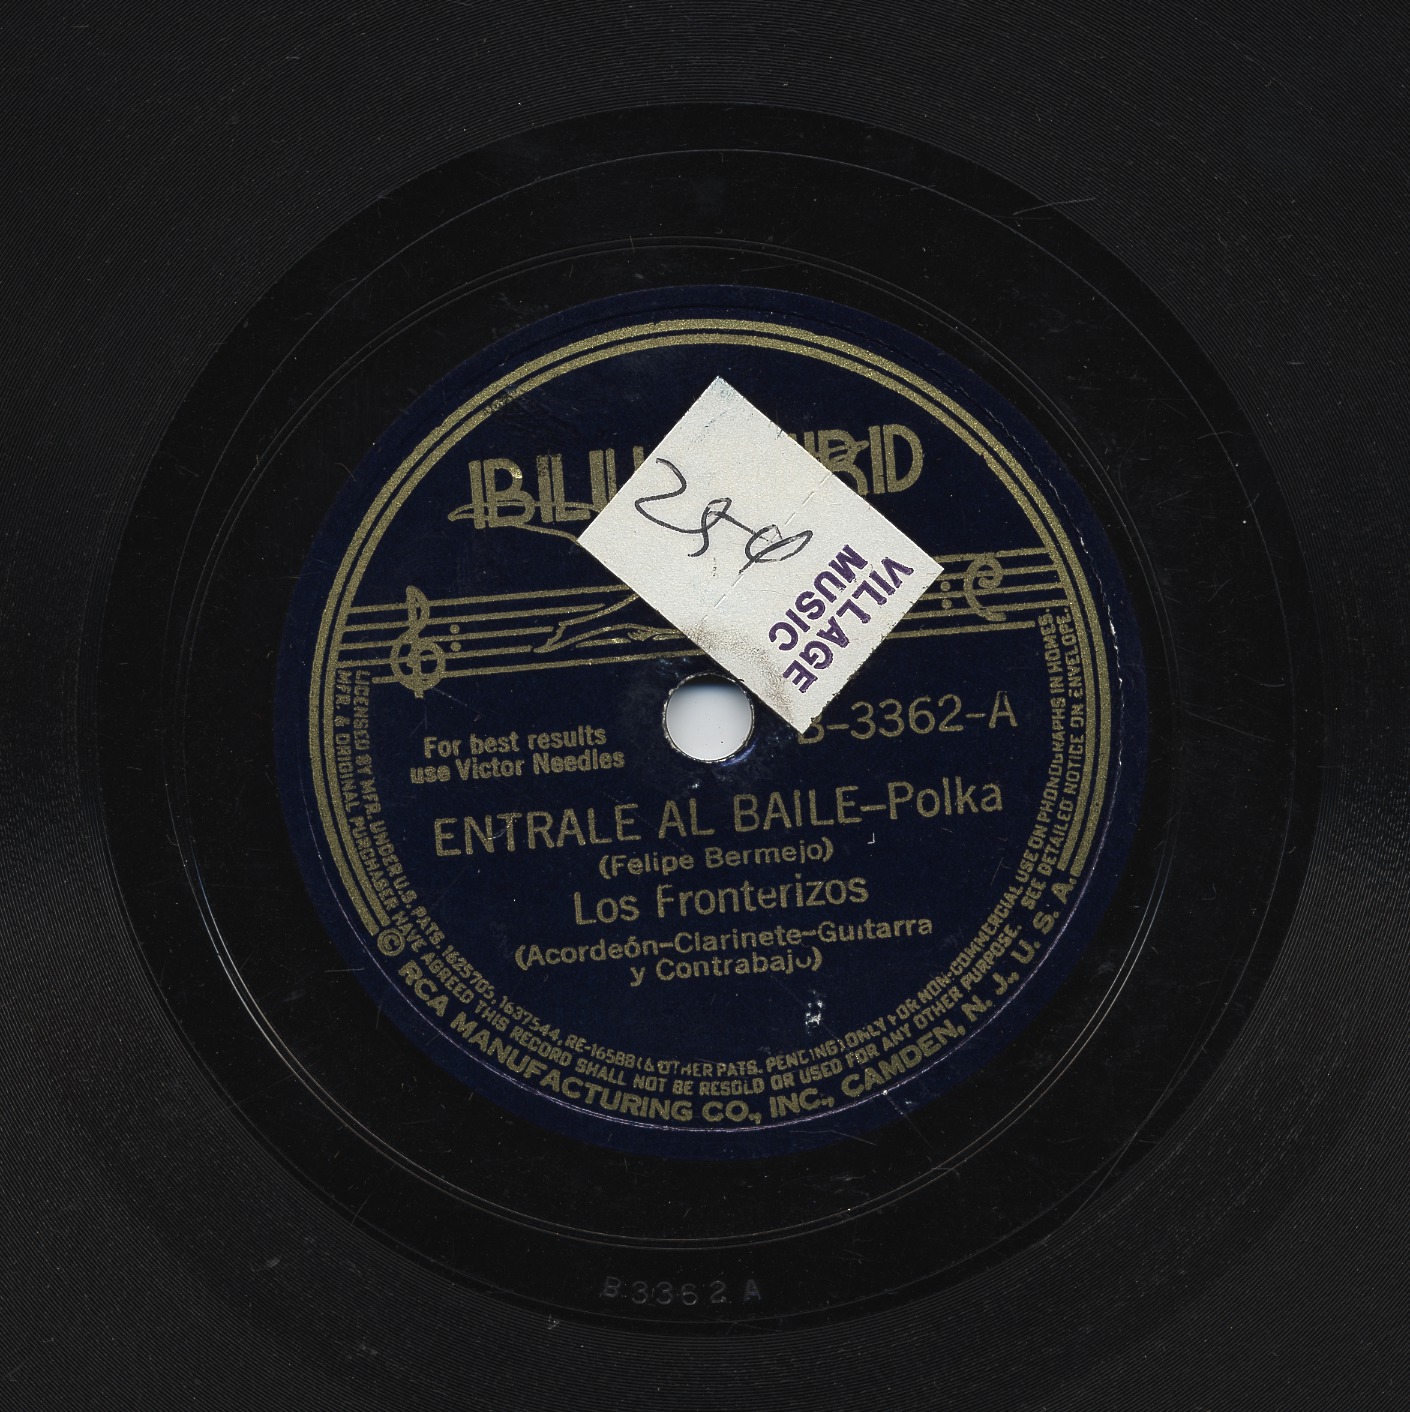 250
VILLAGE
MUSIC
B-3362-A
For best results
use Victor Needles
ENTRALE AL BAILE-Polka
(Felipe Bermejo)
Los Fronterizos
(Acordeón-Clarinete-Guitarra
y Contrabajo)
LICENSED BY MFR. UNDER U.S. PATS. 1625705, 1637544, RE-16588 (& OTHER PATS. PENDING) ONLY FOR NON-COMMERCIAL USE ON PHONOGRAPHS IN HOMES.
MFR. & ORIGINAL PURCHASER HAVE AGREED THIS RECORD SHALL NOT BE RESOLD OR USED FOR ANY OTHER PURPOSE. SEE DETAILED NOTICE ON ENVELOPE.
© RCA MANUFACTURING CO., INC., CAMDEN, N. J., U. S. A.
B 3362 A